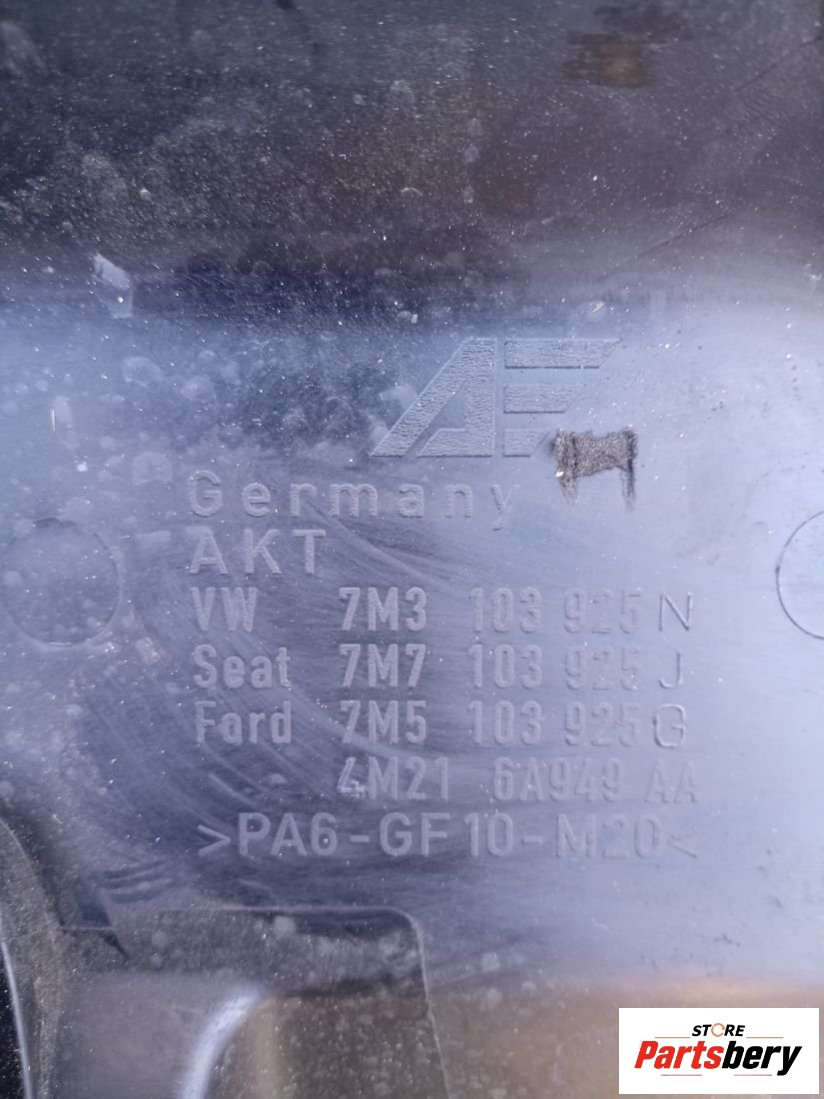 AF
Germany
AKT
VW 7M3 103 925 N
Seat 7M7 103 925 J
Ford 7M5 103 925 G
4M21 6A949 AA
>PA6-GF10-M20<
STORE
Partsbery